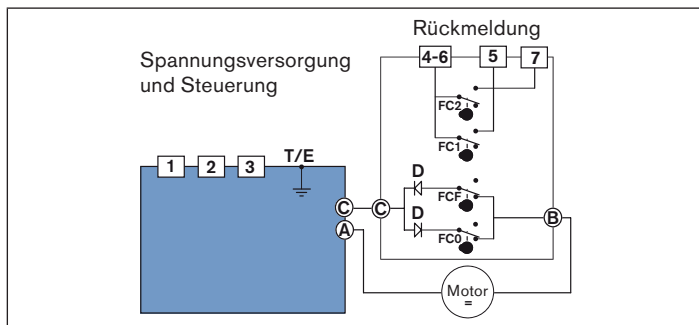 Rückmeldung
Spannungsversorgung
und Steuerung
4-6 5 7
FC2
FC1
1 2 3 T/E
D
FCF
C C
D
FC0
B
A
Motor
=